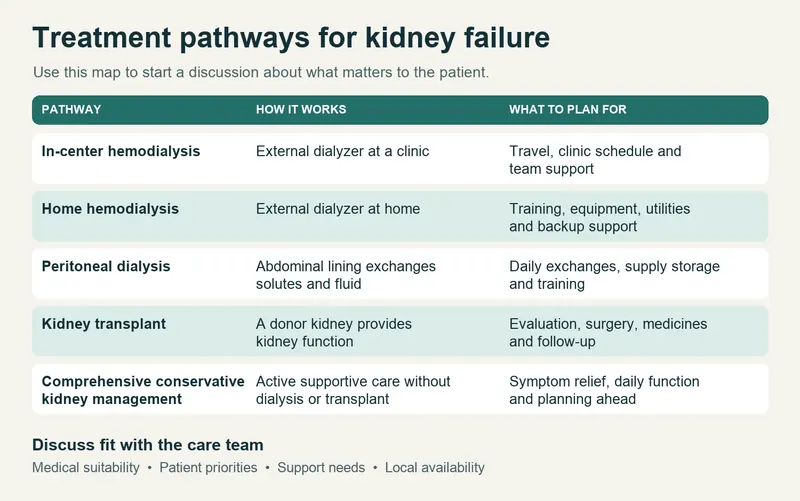 Treatment pathways for kidney failure
Use this map to start a discussion about what matters to the patient.
PATHWAY HOW IT WORKS WHAT TO PLAN FOR
In-center hemodialysis External dialyzer at a clinic Travel, clinic schedule and
team support
Home hemodialysis External dialyzer at home Training, equipment, utilities
and backup support
Peritoneal dialysis Abdominal lining exchanges Daily exchanges, supply storage
solutes and fluid and training
Kidney transplant A donor kidney provides Evaluation, surgery, medicines
kidney function and follow-up
Comprehensive conservative Active supportive care without Symptom relief, daily function
kidney management dialysis or transplant and planning ahead
Discuss fit with the care team
Medical suitability • Patient priorities • Support needs • Local availability